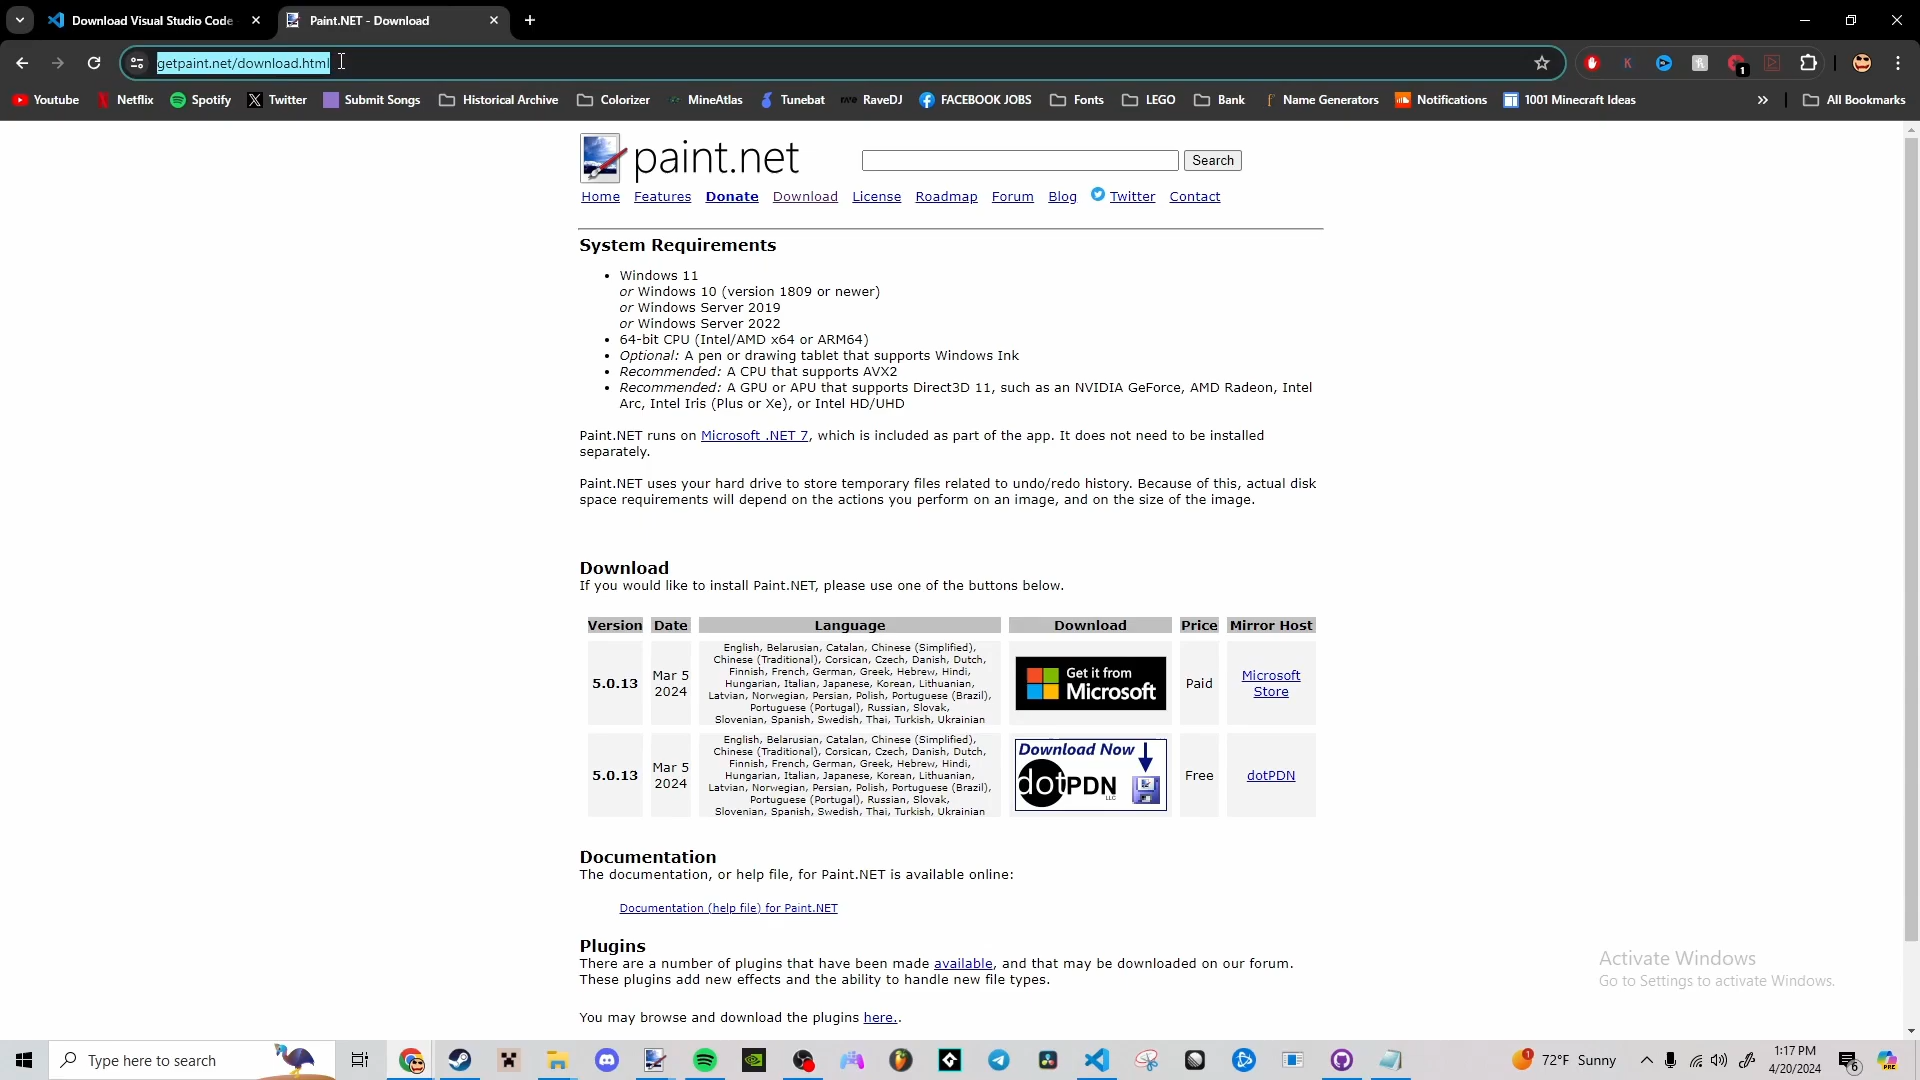 Download Visual Studio Code
Paint.NET - Download
getpaint.net/download.html
K
1
Youtube
Netflix
Spotify
Twitter
Submit Songs
Historical Archive
Colorizer
MineAtlas
Tunebat
RaveDJ
FACEBOOK JOBS
Fonts
LEGO
Bank
Name Generators
Notifications
1001 Minecraft Ideas
»
All Bookmarks
paint.net
Search
Home Features Donate Download License Roadmap Forum Blog Twitter Contact
System Requirements
• Windows 11
or Windows 10 (version 1809 or newer)
or Windows Server 2019
or Windows Server 2022
• 64-bit CPU (Intel/AMD x64 or ARM64)
• Optional: A pen or drawing tablet that supports Windows Ink
• Recommended: A CPU that supports AVX2
• Recommended: A GPU or APU that supports Direct3D 11, such as an NVIDIA GeForce, AMD Radeon, Intel
Arc, Intel Iris (Plus or Xe), or Intel HD/UHD
Paint.NET runs on Microsoft .NET 7, which is included as part of the app. It does not need to be installed
separately.
Paint.NET uses your hard drive to store temporary files related to undo/redo history. Because of this, actual disk
space requirements will depend on the actions you perform on an image, and on the size of the image.
Download
If you would like to install Paint.NET, please use one of the buttons below.
Version Date Language Download Price Mirror Host
5.0.13
Mar 5
2024
English, Belarusian, Catalan, Chinese (Simplified),
Chinese (Traditional), Corsican, Czech, Danish, Dutch,
Finnish, French, German, Greek, Hebrew, Hindi,
Hungarian, Italian, Japanese, Korean, Lithuanian,
Latvian, Norwegian, Persian, Polish, Portuguese (Brazil),
Portuguese (Portugal), Russian, Slovak,
Slovenian, Spanish, Swedish, Thai, Turkish, Ukrainian
Get it from
Microsoft
Paid
Microsoft
Store
5.0.13
Mar 5
2024
English, Belarusian, Catalan, Chinese (Simplified),
Chinese (Traditional), Corsican, Czech, Danish, Dutch,
Finnish, French, German, Greek, Hebrew, Hindi,
Hungarian, Italian, Japanese, Korean, Lithuanian,
Latvian, Norwegian, Persian, Polish, Portuguese (Brazil),
Portuguese (Portugal), Russian, Slovak,
Slovenian, Spanish, Swedish, Thai, Turkish, Ukrainian
Download Now
dotPDN
LLC
Free
dotPDN
Documentation
The documentation, or help file, for Paint.NET is available online:
Documentation (help file) for Paint.NET
Plugins
There are a number of plugins that have been made available, and that may be downloaded on our forum.
These plugins add new effects and the ability to handle new file types.
You may browse and download the plugins here..
Activate Windows
Go to Settings to activate Windows.
Type here to search
1
72°F Sunny
1:17 PM
4/20/2024
6
PRE